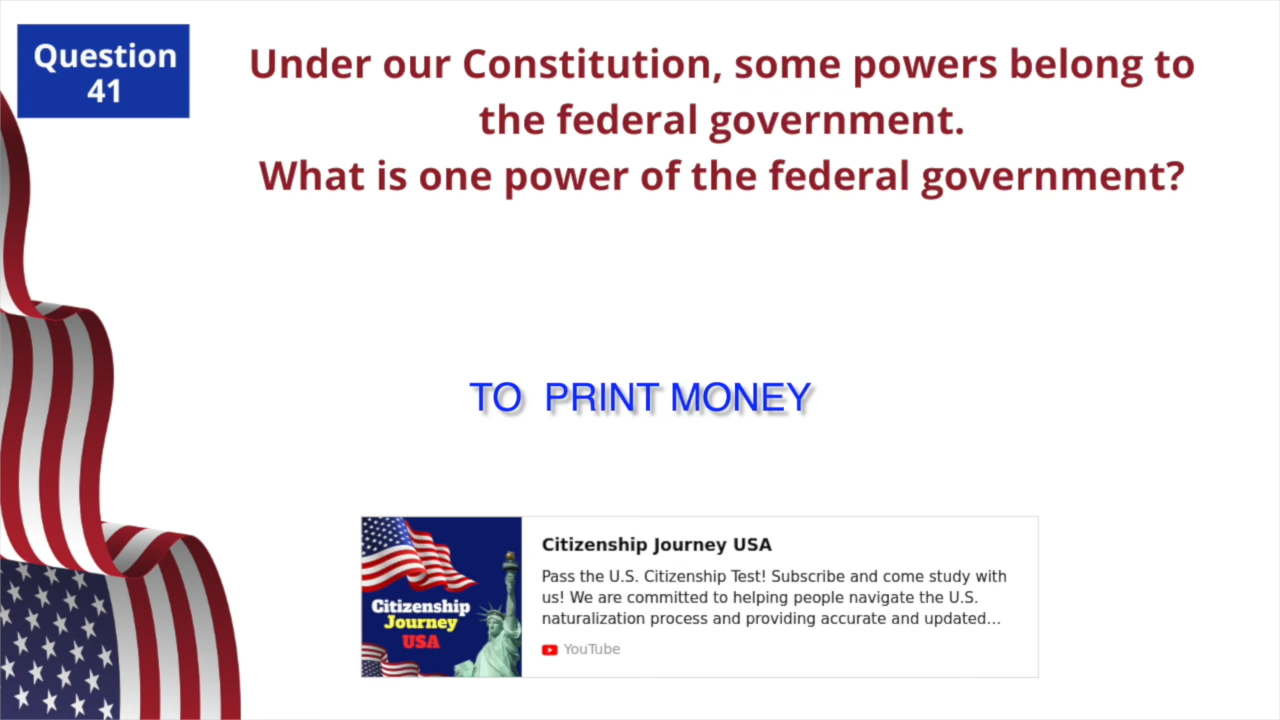 Question
41
Under our Constitution, some powers belong to
the federal government.
What is one power of the federal government?
TO PRINT MONEY
Citizenship
Journey
USA
Citizenship Journey USA
Pass the U.S. Citizenship Test! Subscribe and come study with
us! We are committed to helping people navigate the U.S.
naturalization process and providing accurate and updated...
YouTube